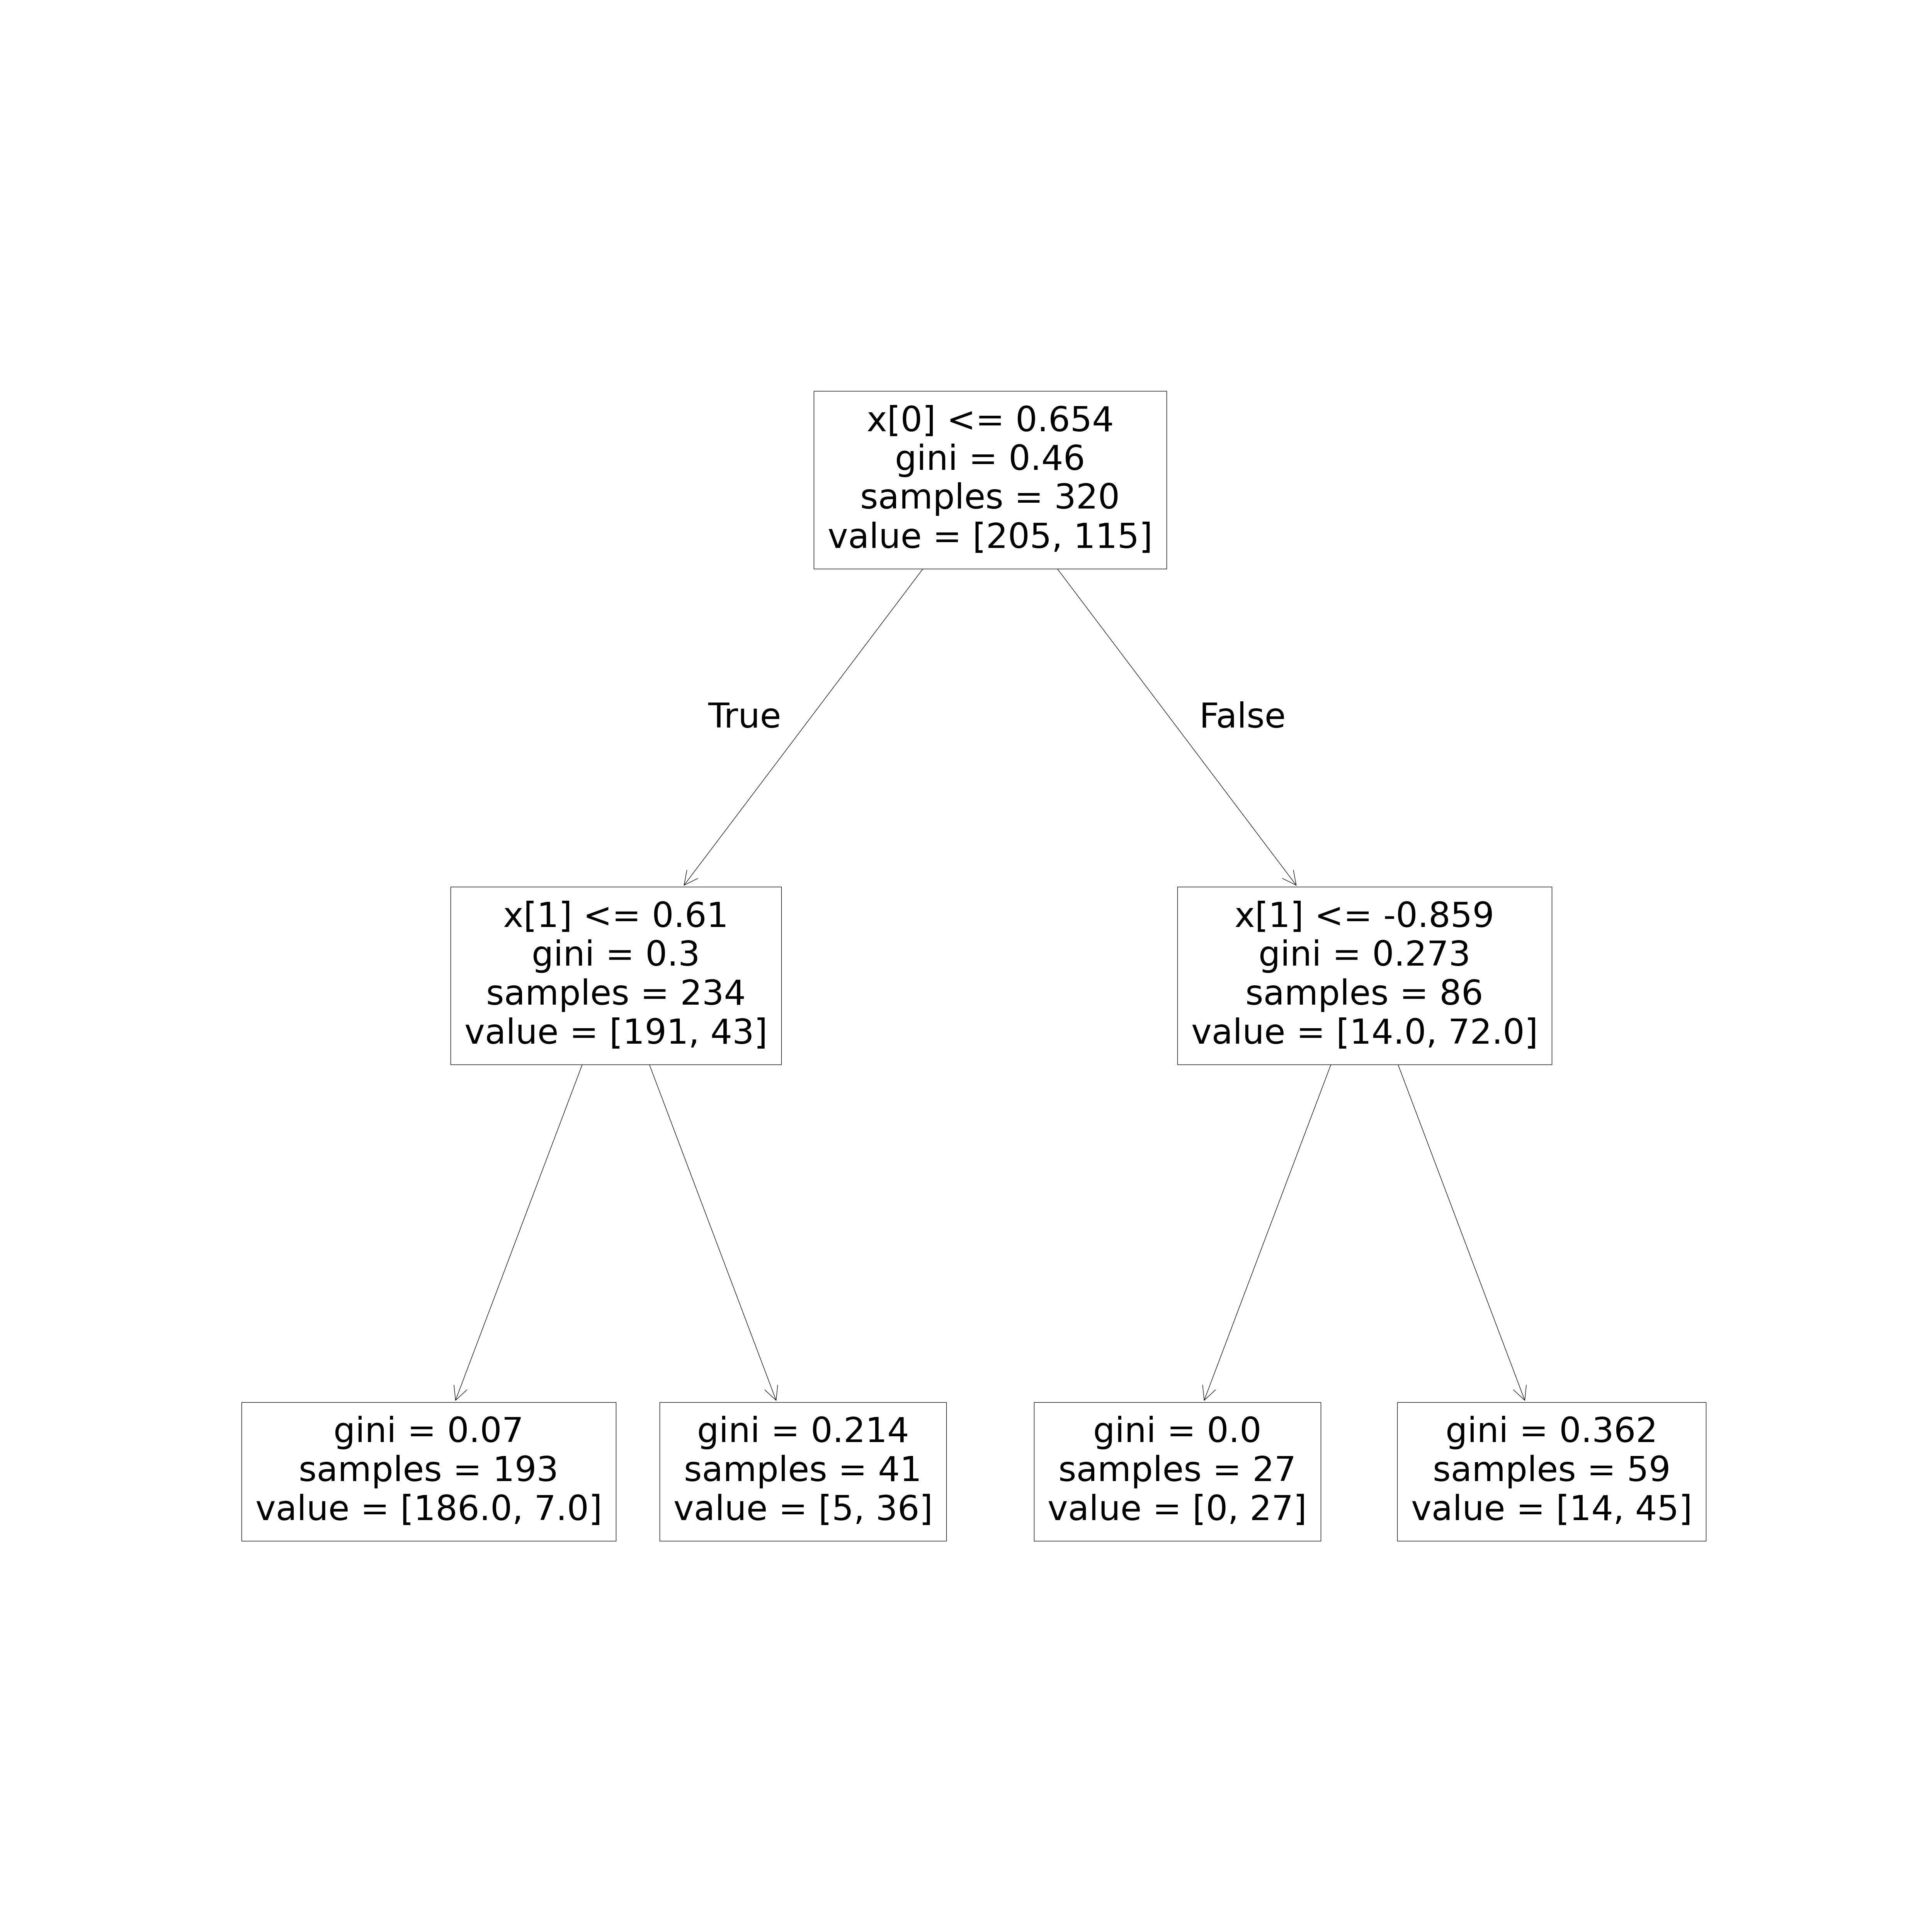 x[0] <= 0.654
gini = 0.46
samples = 320
value = [205, 115]
True
False
x[1] <= 0.61
gini = 0.3
samples = 234
value = [191, 43]
x[1] <= -0.859
gini = 0.273
samples = 86
value = [14.0, 72.0]
gini = 0.07
samples = 193
value = [186.0, 7.0]
gini = 0.214
samples = 41
value = [5, 36]
gini = 0.0
samples = 27
value = [0, 27]
gini = 0.362
samples = 59
value = [14, 45]